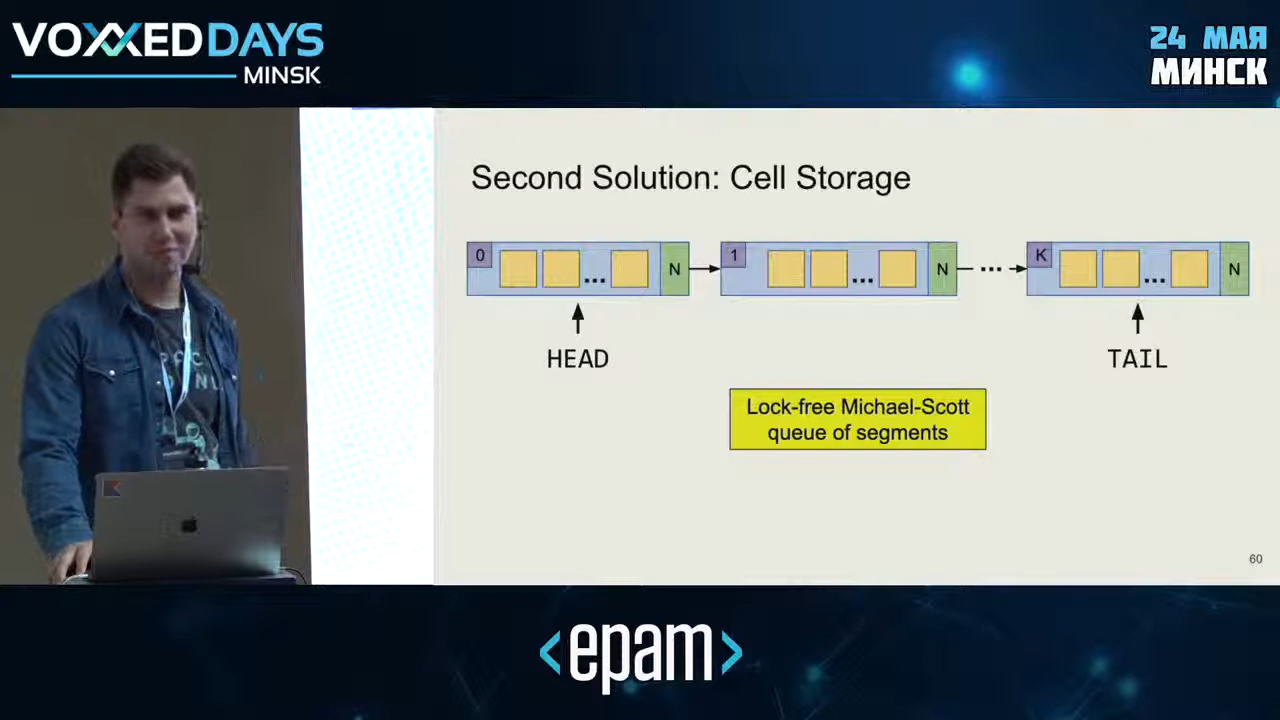 VOXXED DAYS
MINSK
24 МАЯ
МИНСК
Second Solution: Cell Storage
0 ... N 1 ... N ... K ... N
HEAD TAIL
Lock-free Michael-Scott
queue of segments
60
<epam>